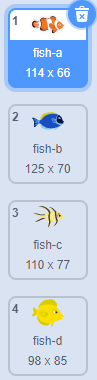 1
fish-a
114 x 66
2
fish-b
125 x 70
3
fish-c
110 x 77
4
fish-d
98 x 85